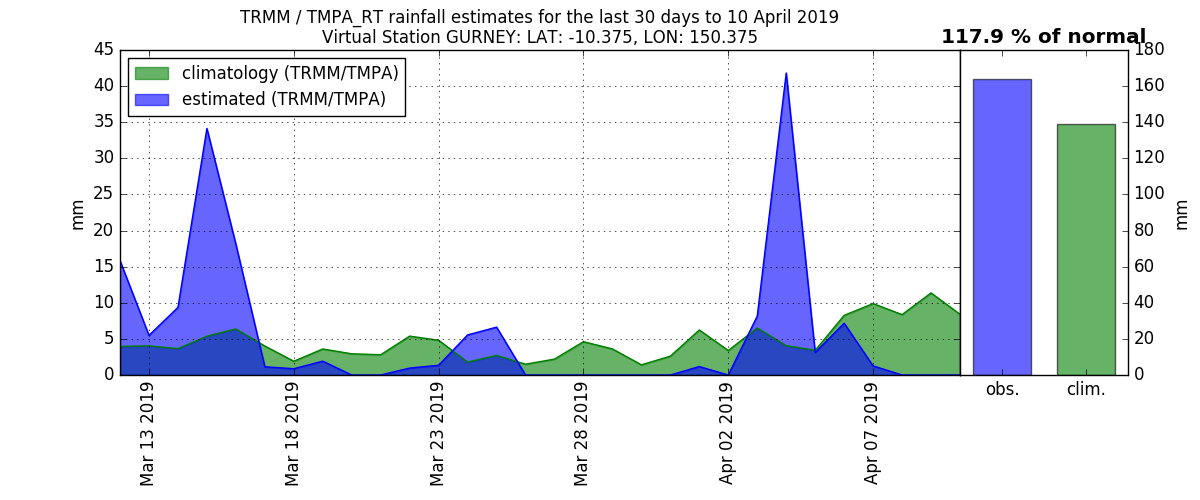 TRMM / TMPA_RT rainfall estimates for the last 30 days to 10 April 2019
Virtual Station GURNEY: LAT: -10.375, LON: 150.375
117.9 % of normal
climatology (TRMM/TMPA)
estimated (TRMM/TMPA)
mm
45
40
35
30
25
20
15
10
5
0
Mar 13 2019
Mar 18 2019
Mar 23 2019
Mar 28 2019
Apr 02 2019
Apr 07 2019
180
160
140
120
100
80
60
40
20
0
mm
obs.
clim.